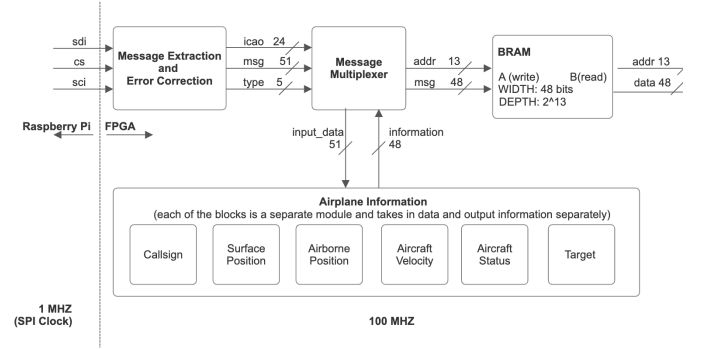 sdi
cs
sci
Message Extraction
and
Error Correction
icao 24
msg 51
type 5
Message
Multiplexer
addr 13
msg 48
BRAM
A (write) B(read)
WIDTH: 48 bits
DEPTH: 2^13
addr 13
data 48
Raspberry Pi FPGA
input_data
51
information
48
Airplane Information
(each of the blocks is a separate module and takes in data and output information separately)
Callsign
Surface
Position
Airborne
Position
Aircraft
Velocity
Aircraft
Status
Target
1 MHZ
(SPI Clock)
100 MHZ